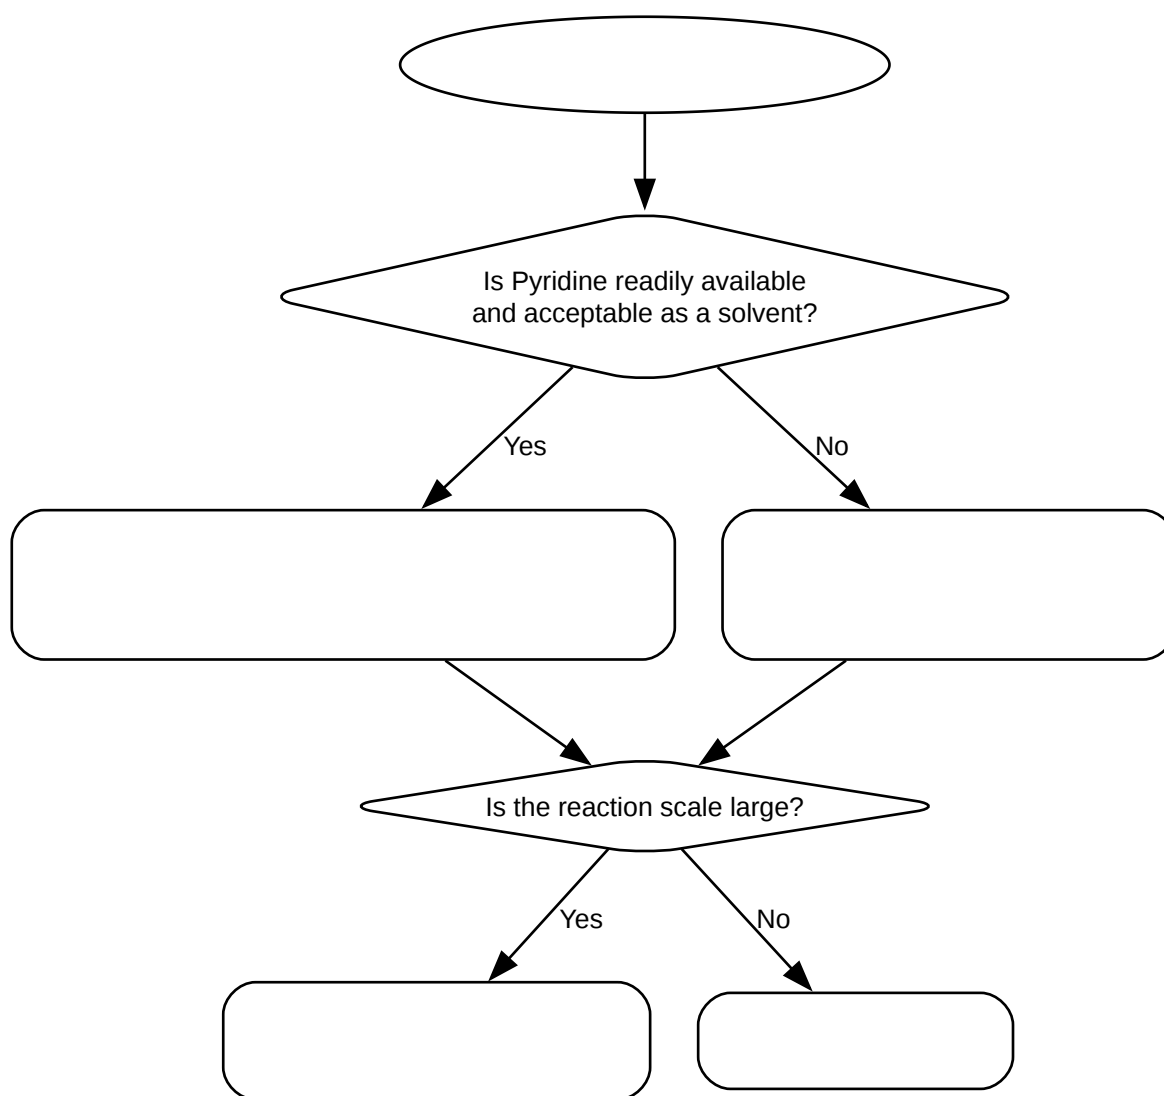 Is Pyridine readily available
and acceptable as a solvent?
Yes
No
Is the reaction scale large?
Yes
No